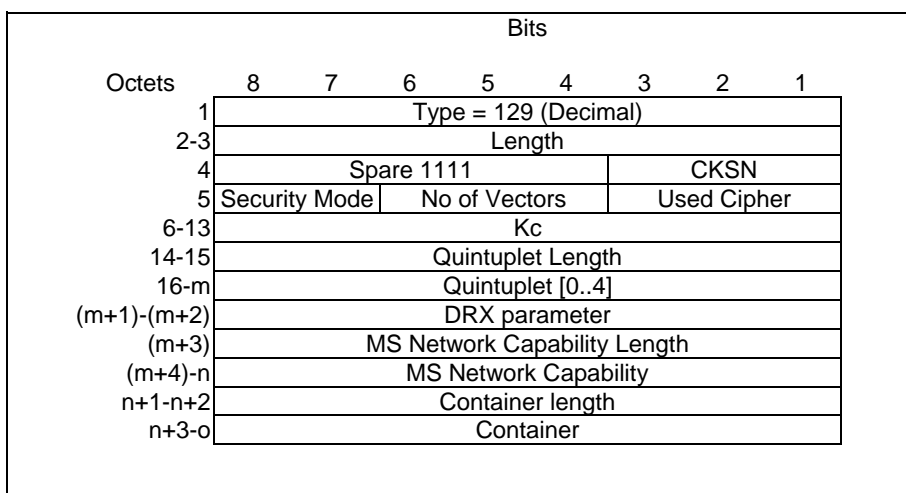 Bits
Octets 8 7 6 5 4 3 2 1
1 Type = 129 (Decimal)
2-3 Length
4 Spare 1111 CKSN
5 Security Mode No of Vectors Used Cipher
6-13 Kc
14-15 Quintuplet Length
16-m Quintuplet [0..4]
(m+1)-(m+2) DRX parameter
(m+3) MS Network Capability Length
(m+4)-n MS Network Capability
n+1-n+2 Container length
n+3-o Container